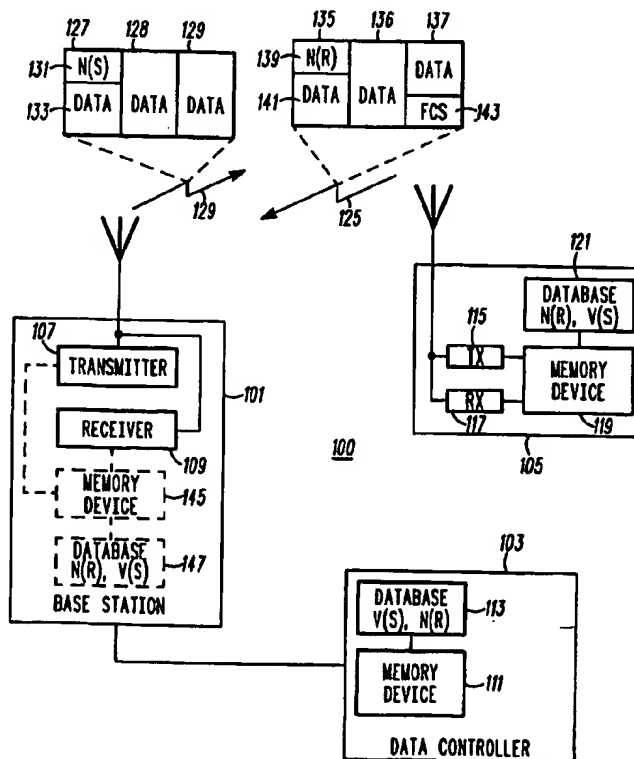 127 128 129 135 136 137
131 N(S) 139 N(R) DATA
133 DATA DATA DATA 141 DATA DATA FCS 143
129 125
121
DATABASE
N(R), V(S)
107 115
TRANSMITTER 101 TX MEMORY
DEVICE
RECEIVER RX
109 100 117 119
105
MEMORY
DEVICE 145
DATABASE
N(R), V(S) 147
BASE STATION
103
DATABASE
V(S), N(R) 113
MEMORY
DEVICE 111
DATA CONTROLLER